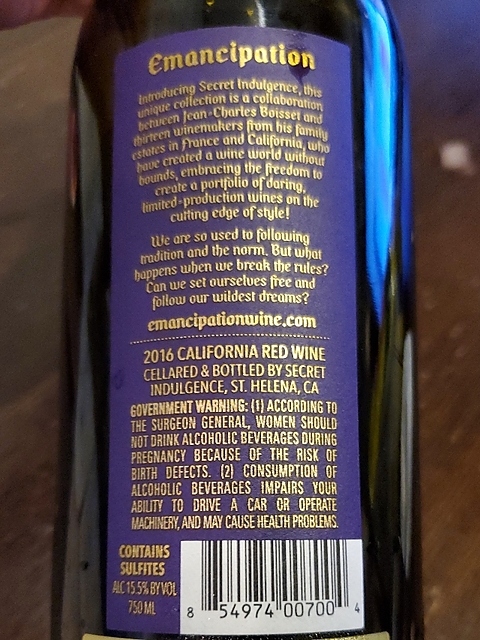 Emancipation
Introducing Secret Indulgence, this
unique collection is a collaboration
between Jean-Charles Boisset and
thirteen winemakers from his family
estates in France and California, who
have created a wine world without
bounds, embracing the freedom to
create a portfolio of daring,
limited-production wines on the
cutting edge of style!
We are so used to following
tradition and the norm. But what
happens when we break the rules?
Can we set ourselves free and
follow our wildest dreams?
emancipationwine.com
2016 CALIFORNIA RED WINE
CELLARED & BOTTLED BY SECRET
INDULGENCE, ST. HELENA, CA
GOVERNMENT WARNING: (1) ACCORDING TO
THE SURGEON GENERAL, WOMEN SHOULD
NOT DRINK ALCOHOLIC BEVERAGES DURING
PREGNANCY BECAUSE OF THE RISK OF
BIRTH DEFECTS. (2) CONSUMPTION OF
ALCOHOLIC BEVERAGES IMPAIRS YOUR
ABILITY TO DRIVE A CAR OR OPERATE
MACHINERY, AND MAY CAUSE HEALTH PROBLEMS.
CONTAINS
SULFITES
ALC 15.5% BY VOL
750 ML
8 54974 00700 4